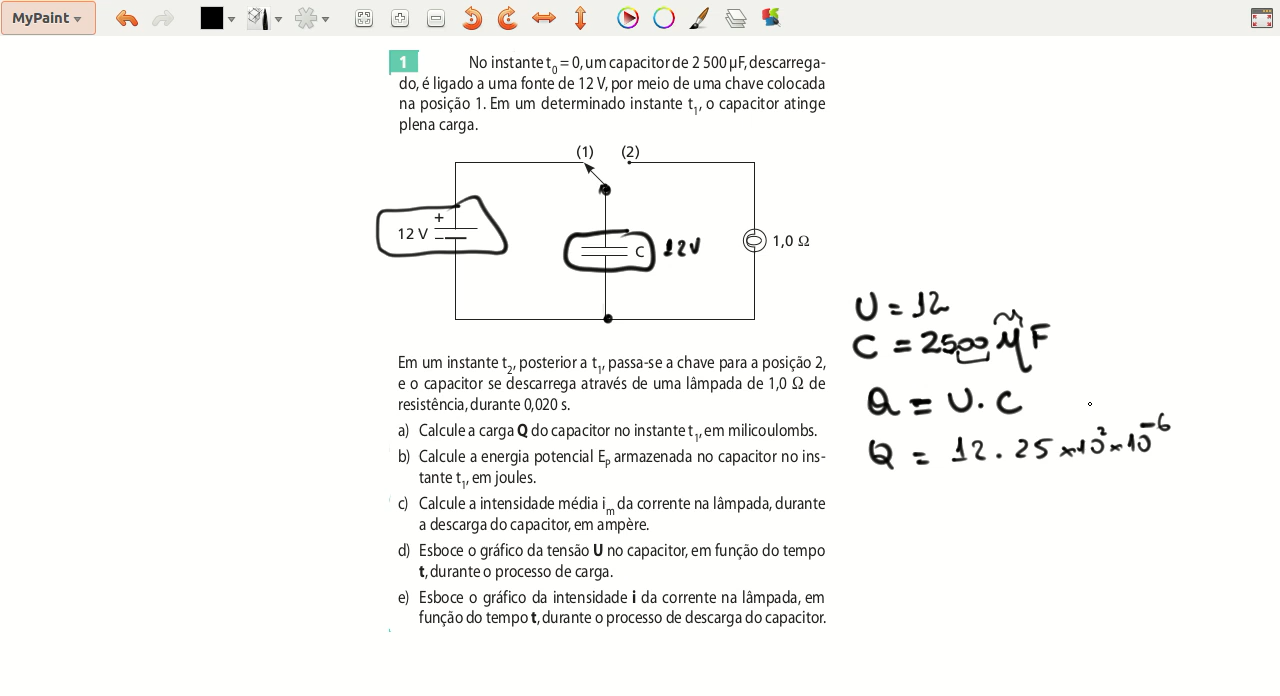 MyPaint
1 No instante t₀ = 0, um capacitor de 2 500 µF, descarrega-
do, é ligado a uma fonte de 12 V, por meio de uma chave colocada
na posição 1. Em um determinado instante t₁, o capacitor atinge
plena carga.
(1) (2)
+
12 V
−
C 12V
1,0 Ω
U = 12
C = 2500 µF
Q = U . C
Q = 12 . 25 ×10² ×10⁻⁶
Em um instante t₂, posterior a t₁, passa-se a chave para a posição 2,
e o capacitor se descarrega através de uma lâmpada de 1,0 Ω de
resistência, durante 0,020 s.
a) Calcule a carga Q do capacitor no instante t₁, em milicoulombs.
b) Calcule a energia potencial Eₚ armazenada no capacitor no ins-
tante t₁, em joules.
c) Calcule a intensidade média iₘ da corrente na lâmpada, durante
a descarga do capacitor, em ampère.
d) Esboce o gráfico da tensão U no capacitor, em função do tempo
t, durante o processo de carga.
e) Esboce o gráfico da intensidade i da corrente na lâmpada, em
função do tempo t, durante o processo de descarga do capacitor.